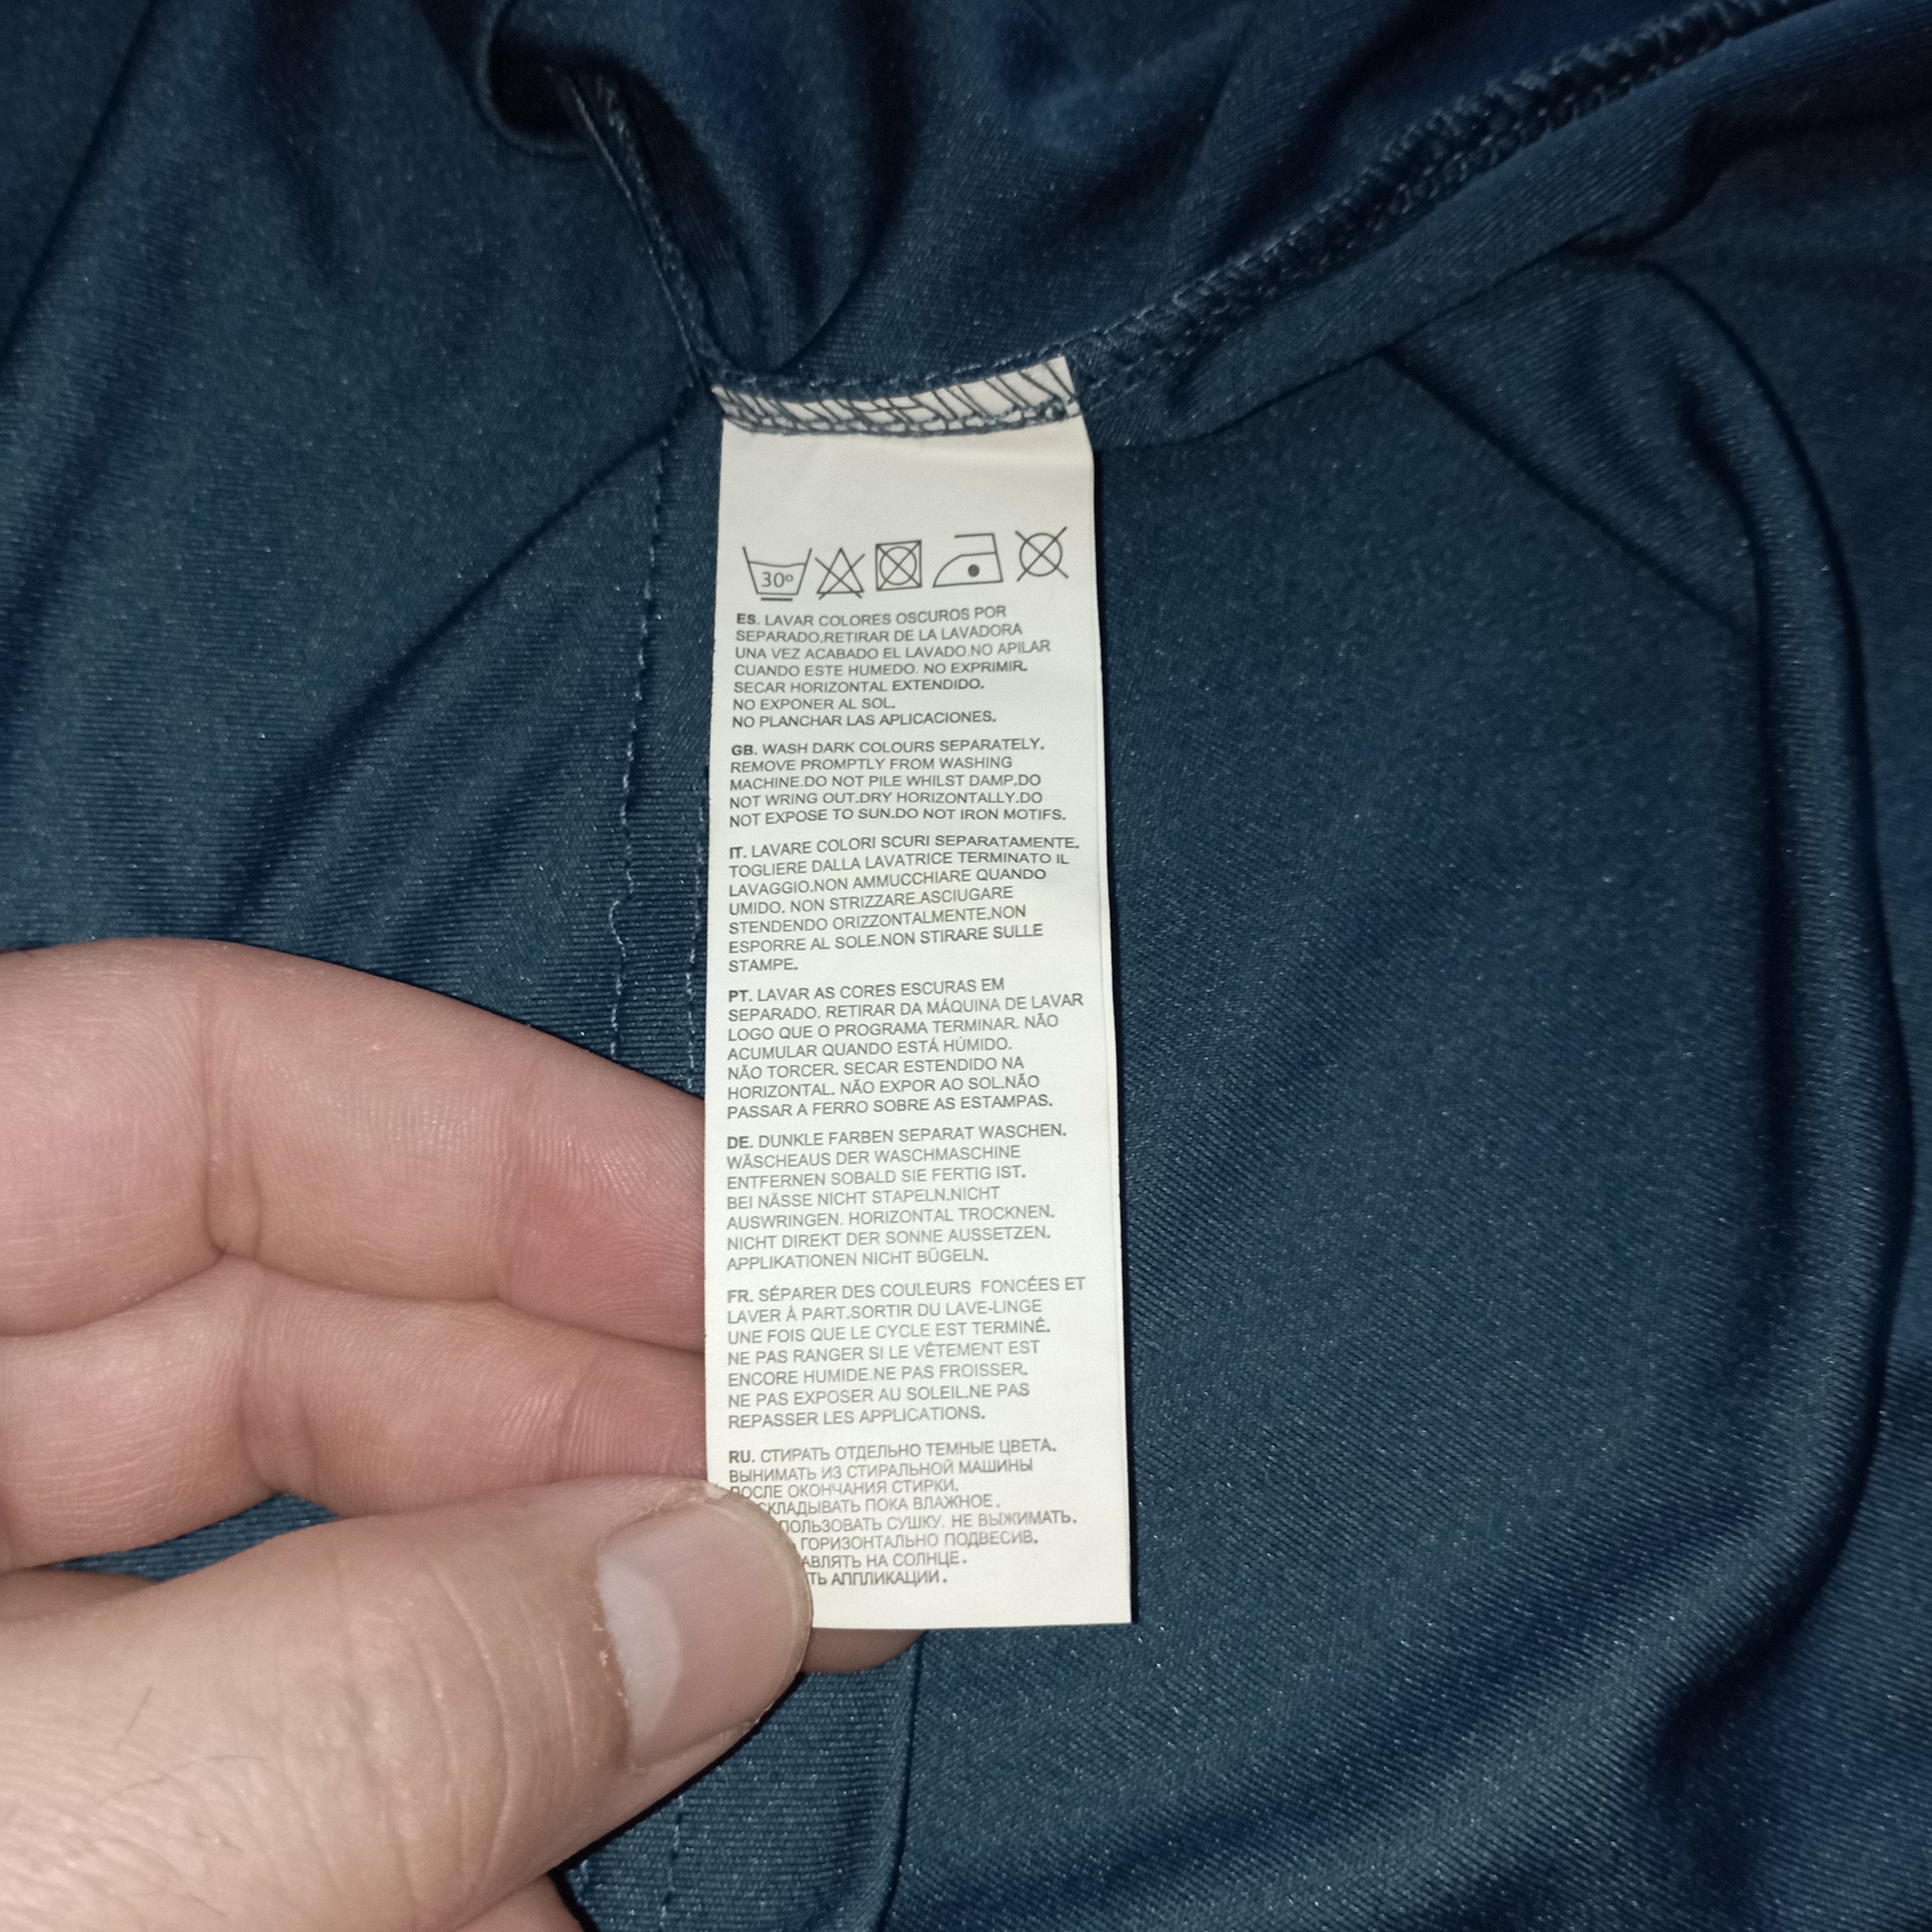 30º
ES. LAVAR COLORES OSCUROS POR
SEPARADO.RETIRAR DE LA LAVADORA
UNA VEZ ACABADO EL LAVADO.NO APILAR
CUANDO ESTE HUMEDO. NO EXPRIMIR.
SECAR HORIZONTAL EXTENDIDO.
NO EXPONER AL SOL.
NO PLANCHAR LAS APLICACIONES.
GB. WASH DARK COLOURS SEPARATELY.
REMOVE PROMPTLY FROM WASHING
MACHINE.DO NOT PILE WHILST DAMP.DO
NOT WRING OUT.DRY HORIZONTALLY.DO
NOT EXPOSE TO SUN.DO NOT IRON MOTIFS.
IT. LAVARE COLORI SCURI SEPARATAMENTE.
TOGLIERE DALLA LAVATRICE TERMINATO IL
LAVAGGIO.NON AMMUCCHIARE QUANDO
UMIDO. NON STRIZZARE.ASCIUGARE
STENDENDO ORIZZONTALMENTE.NON
ESPORRE AL SOLE.NON STIRARE SULLE
STAMPE.
PT. LAVAR AS CORES ESCURAS EM
SEPARADO. RETIRAR DA MÁQUINA DE LAVAR
LOGO QUE O PROGRAMA TERMINAR. NÃO
ACUMULAR QUANDO ESTÁ HÚMIDO.
NÃO TORCER. SECAR ESTENDIDO NA
HORIZONTAL. NÃO EXPOR AO SOL.NÃO
PASSAR A FERRO SOBRE AS ESTAMPAS.
DE. DUNKLE FARBEN SEPARAT WASCHEN.
WÄSCHEAUS DER WASCHMASCHINE
ENTFERNEN SOBALD SIE FERTIG IST.
BEI NÄSSE NICHT STAPELN.NICHT
AUSWRINGEN. HORIZONTAL TROCKNEN.
NICHT DIREKT DER SONNE AUSSETZEN.
APPLIKATIONEN NICHT BÜGELN.
FR. SÉPARER DES COULEURS FONCÉES ET
LAVER À PART.SORTIR DU LAVE-LINGE
UNE FOIS QUE LE CYCLE EST TERMINÉ.
NE PAS RANGER SI LE VÊTEMENT EST
ENCORE HUMIDE.NE PAS FROISSER.
NE PAS EXPOSER AU SOLEIL.NE PAS
REPASSER LES APPLICATIONS.
RU. СТИРАТЬ ОТДЕЛЬНО ТЕМНЫЕ ЦВЕТА.
ВЫНИМАТЬ ИЗ СТИРАЛЬНОЙ МАШИНЫ
ПОСЛЕ ОКОНЧАНИЯ СТИРКИ.
СКЛАДЫВАТЬ ПОКА ВЛАЖНОЕ.
СУШКУ. НЕ ВЫЖИМАТЬ.
ГОРИЗОНТАЛЬНО ПОДВЕСИВ.
НА СОЛНЦЕ.
АППЛИКАЦИИ.